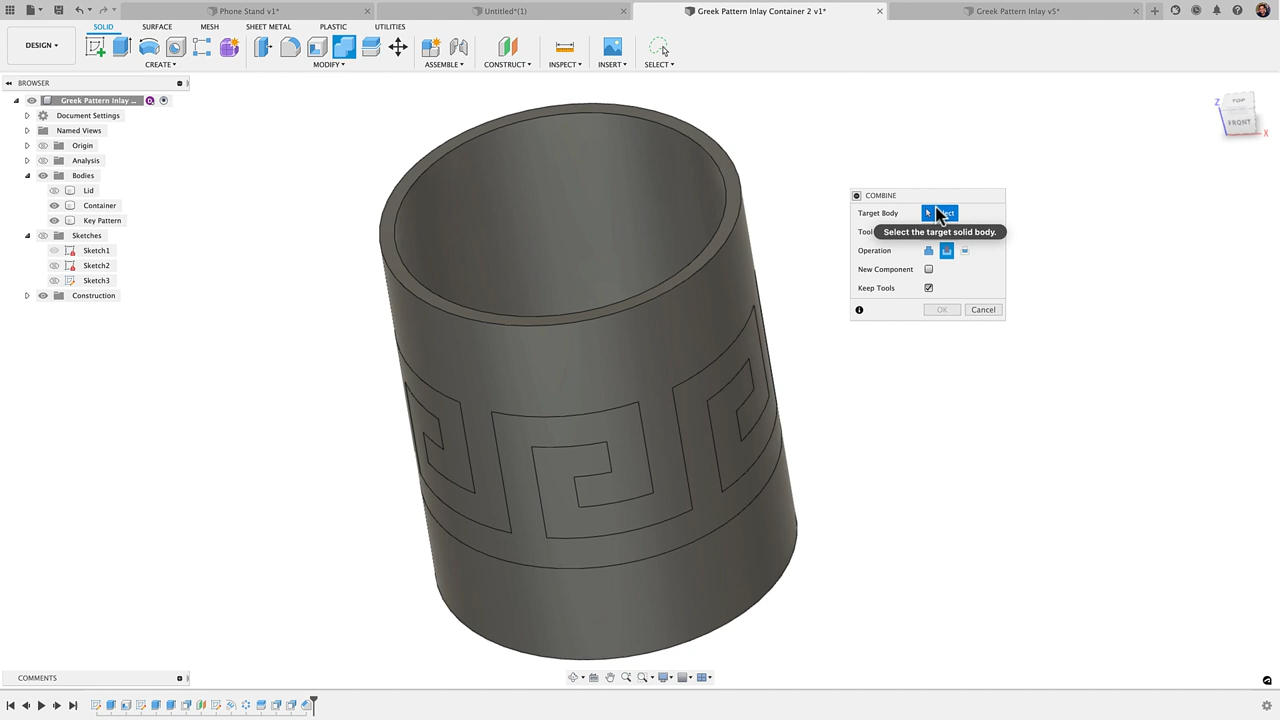 Phone Stand v1*
Untitled*(1)
Greek Pattern Inlay Container 2 v1*
Greek Pattern Inlay v5*
DESIGN
SOLID
SURFACE
MESH
SHEET METAL
PLASTIC
UTILITIES
CREATE
MODIFY
ASSEMBLE
CONSTRUCT
INSPECT
INSERT
SELECT
BROWSER
Greek Pattern Inlay ...
Document Settings
Named Views
Origin
Analysis
Bodies
Lid
Container
Key Pattern
Sketches
Sketch1
Sketch2
Sketch3
Construction
TOP
FRONT
Z
X
COMBINE
Target Body
Select the target solid body.
Operation
New Component
Keep Tools
OK
Cancel
COMMENTS